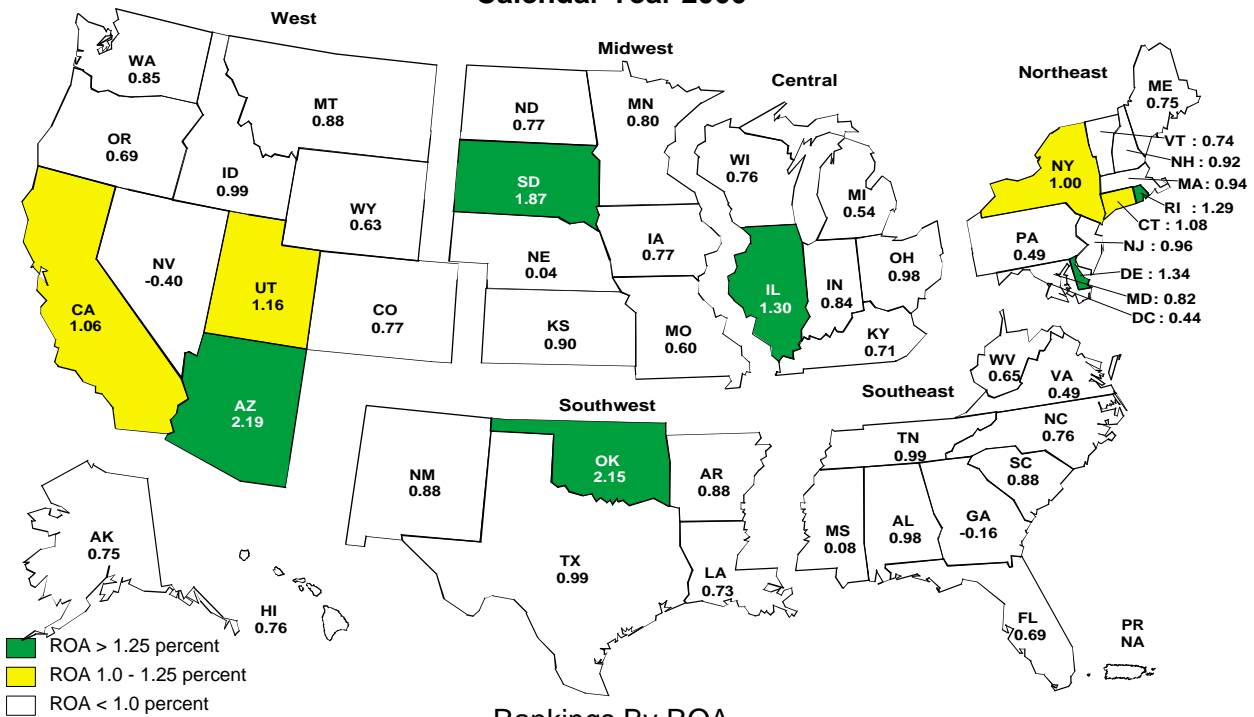 West
Midwest
Central
Northeast
WA
0.85
MT
0.88
ND
0.77
MN
0.80
ME
0.75
OR
0.69
ID
0.99
SD
1.87
WI
0.76
MI
0.54
NY
1.00
VT : 0.74
NH : 0.92
MA: 0.94
RI : 1.29
CT : 1.08
NJ : 0.96
DE : 1.34
MD: 0.82
DC : 0.44
WY
0.63
IA
0.77
PA
0.49
NV
-0.40
NE
0.04
OH
0.98
CA
1.06
UT
1.16
CO
0.77
IL
1.30
IN
0.84
KS
0.90
MO
0.60
KY
0.71
WV
0.65
VA
0.49
Southwest
Southeast
AZ
2.19
NM
0.88
OK
2.15
AR
0.88
TN
0.99
NC
0.76
SC
0.88
AK
0.75
TX
0.99
LA
0.73
MS
0.08
AL
0.98
GA
-0.16
HI
0.76
FL
0.69
PR
NA
ROA > 1.25 percent
ROA 1.0 - 1.25 percent
ROA < 1.0 percent